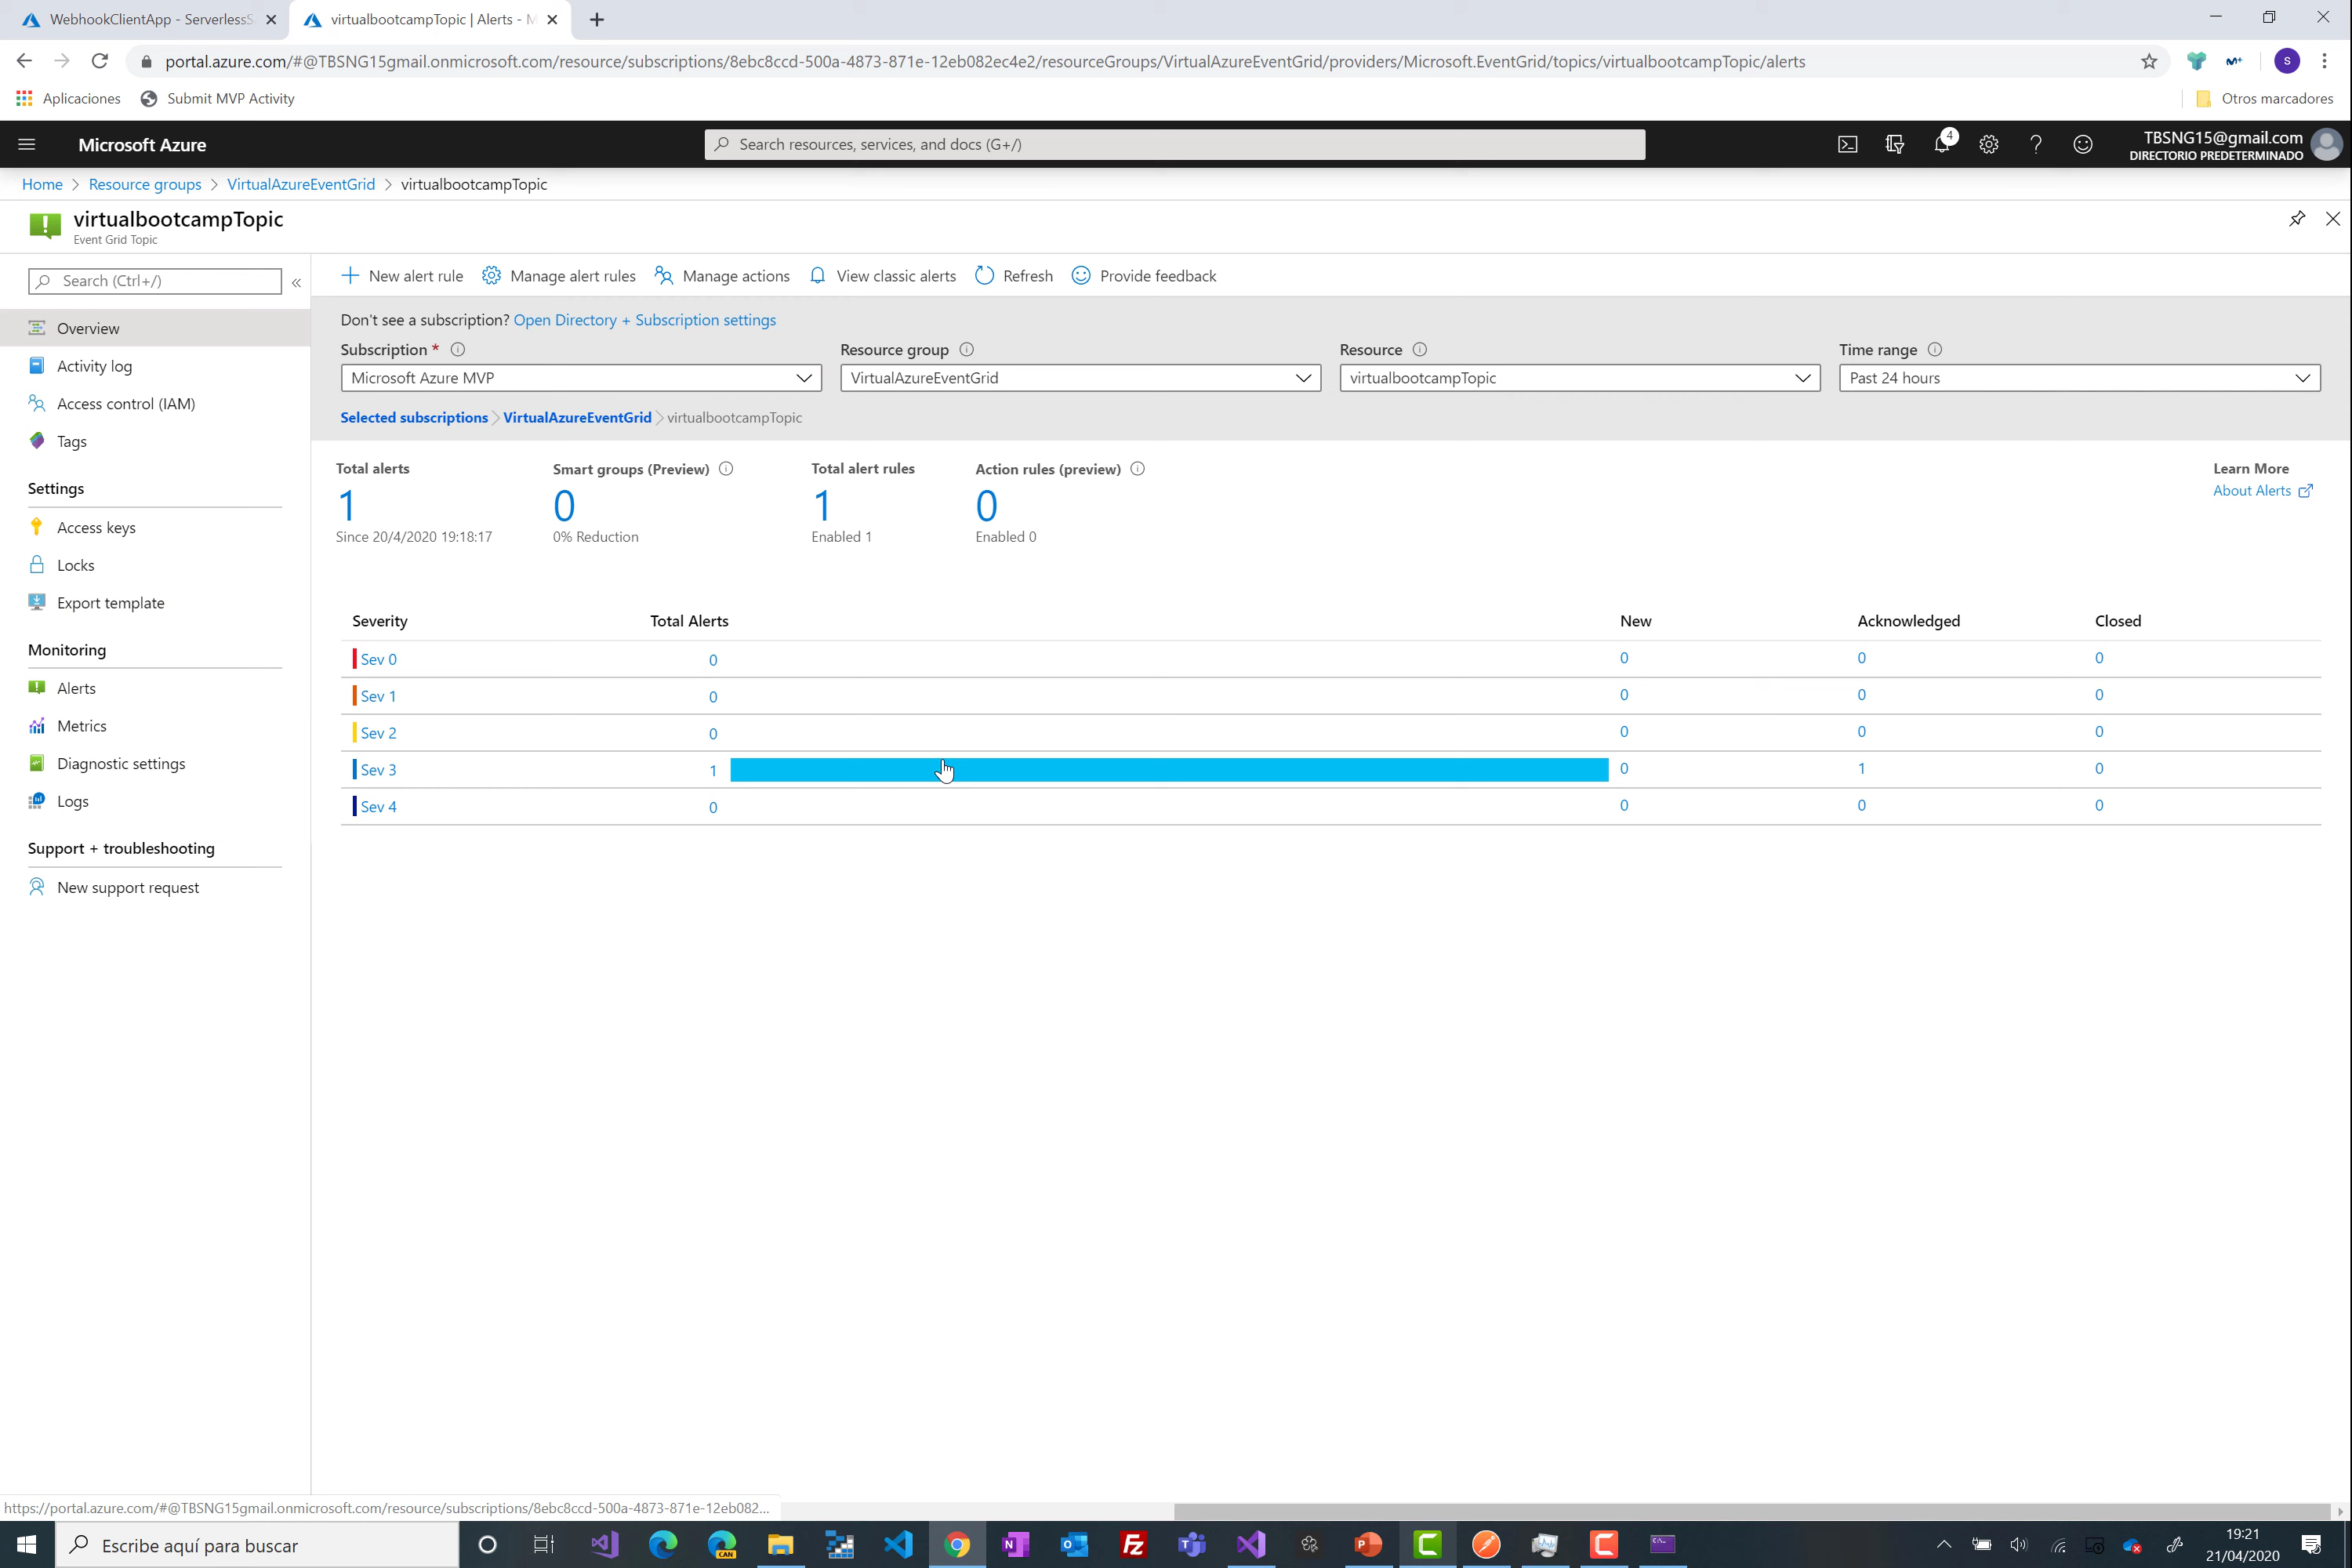 WebhookClientApp - ServerlessS
virtualbootcampTopic | Alerts - M
portal.azure.com/#@TBSNG15gmail.onmicrosoft.com/resource/subscriptions/8ebc8ccd-500a-4873-871e-12eb082ec4e2/resourceGroups/VirtualAzureEventGrid/providers/Microsoft.EventGrid/topics/virtualbootcampTopic/alerts
S
Aplicaciones
Submit MVP Activity
Otros marcadores
Microsoft Azure
Search resources, services, and docs (G+/)
4
TBSNG15@gmail.com
DIRECTORIO PREDETERMINADO
Home > Resource groups > VirtualAzureEventGrid > virtualbootcampTopic
virtualbootcampTopic
Event Grid Topic
Search (Ctrl+/)
«
Overview
Activity log
Access control (IAM)
Tags
Settings
Access keys
Locks
Export template
Monitoring
Alerts
Metrics
Diagnostic settings
Logs
Support + troubleshooting
New support request
New alert rule
Manage alert rules
Manage actions
View classic alerts
Refresh
Provide feedback
Don't see a subscription? Open Directory + Subscription settings
Subscription *
Resource group
Resource
Time range
Microsoft Azure MVP
VirtualAzureEventGrid
virtualbootcampTopic
Past 24 hours
Selected subscriptions > VirtualAzureEventGrid > virtualbootcampTopic
Total alerts
Smart groups (Preview)
Total alert rules
Action rules (preview)
1
0
1
0
Since 20/4/2020 19:18:17
0% Reduction
Enabled 1
Enabled 0
Learn More
About Alerts
Severity Total Alerts New Acknowledged Closed
Sev 0 0 0 0 0
Sev 1 0 0 0 0
Sev 2 0 0 0 0
Sev 3 1 0 1 0
Sev 4 0 0 0 0
https://portal.azure.com/#@TBSNG15gmail.onmicrosoft.com/resource/subscriptions/8ebc8ccd-500a-4873-871e-12eb082...
Escribe aquí para buscar
CAN
19:21
21/04/2020